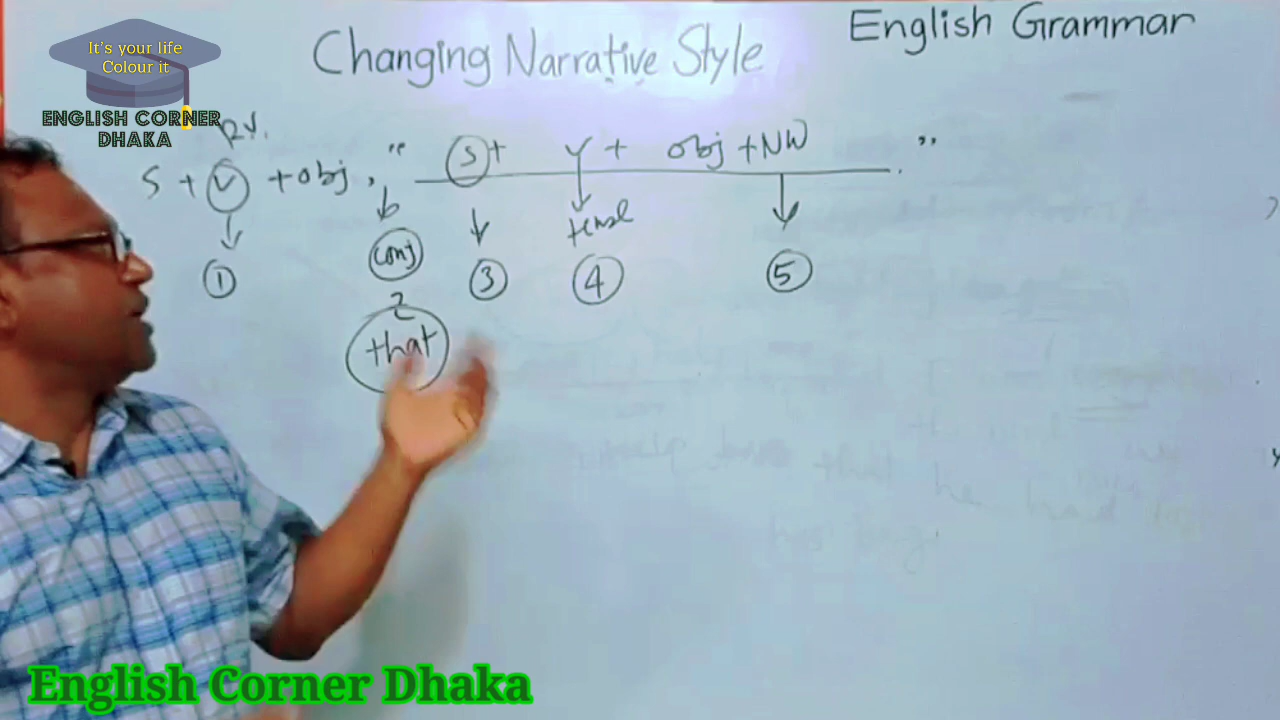 It's your life
Colour it
ENGLISH CORNER
DHAKA
Changing Narrative Style
English Grammar
R.V.
S + V + obj, " S + V + obj + NW "
tense
conj
① ③ ④ ⑤
2
that
English Corner Dhaka